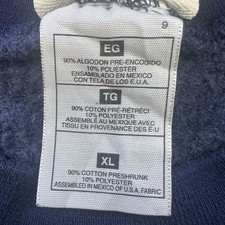 9
EG
90% ALGODON PRE-ENCOGIDO
10% POLIESTER
ENSAMBLADO EN MEXICO
CON TELA DE LOS E.U.A.
TG
90% COTON PRÉ-RÉTRÉCI
10% POLYESTER
ASSEMBLÉ AU MEXIQUE AVEC
TISSU EN PROVENANCE DES É-U
XL
90% COTTON PRESHRUNK
10% POLYESTER
ASSEMBLED IN MEXICO OF U.S.A. FABRIC